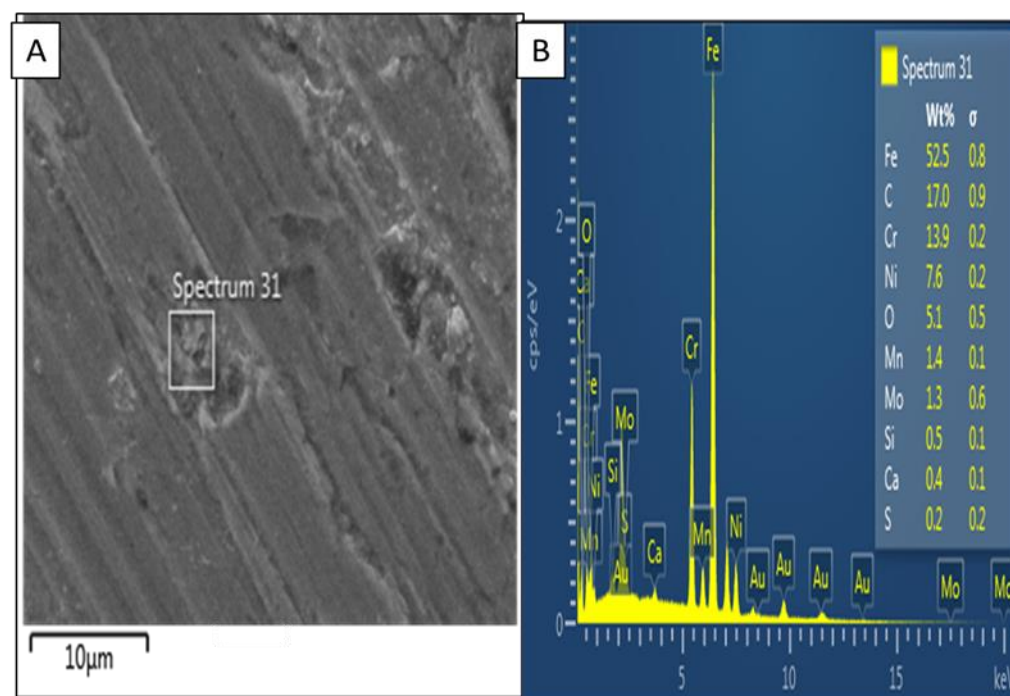 A
Spectrum 31
10μm
B
Fe
Spectrum 31
Wt% σ
Fe 52.5 0.8
C 17.0 0.9
Cr 13.9 0.2
Ni 7.6 0.2
O 5.1 0.5
Mn 1.4 0.1
Mo 1.3 0.6
Si 0.5 0.1
Ca 0.4 0.1
S 0.2 0.2
2
O
Ca
C
Cr
Fe
Mo
1
Cr
Si
Ni
S
Mn
Mn
Ni
Au
Ca
Au
Au
Au
Au
Mo
0
5
10
15
cps/eV